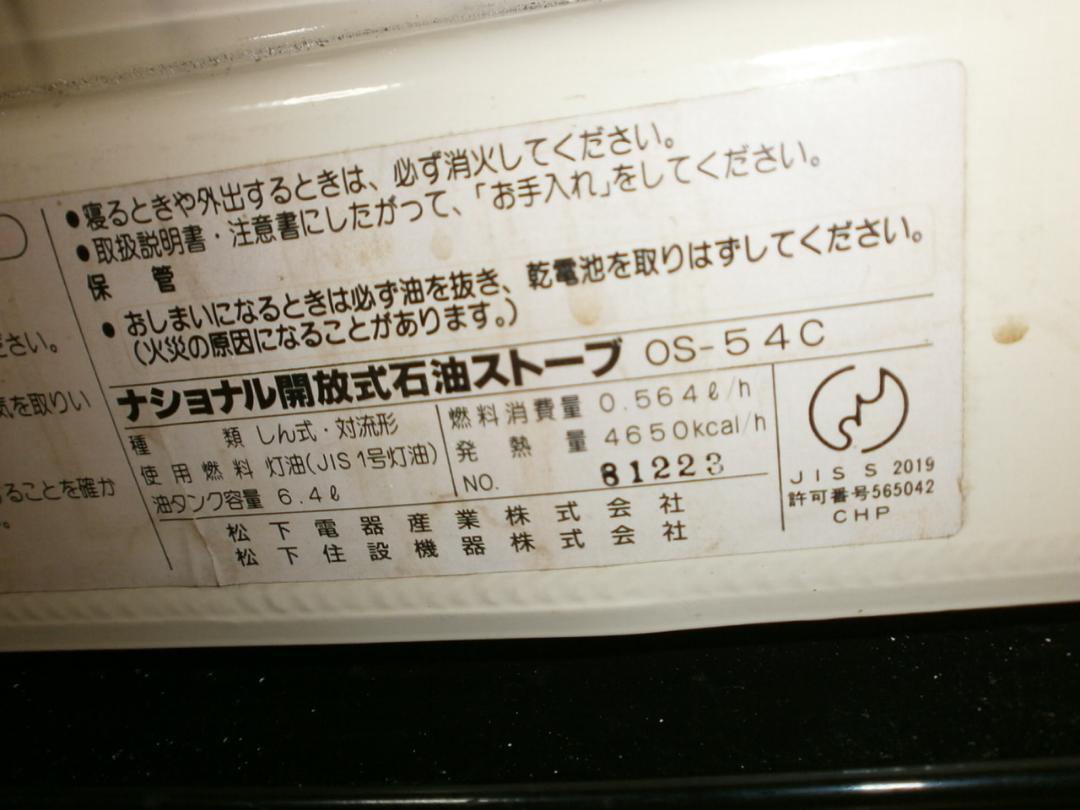 ●寝るときや外出するときは、必ず消火してください。
●取扱説明書・注意書にしたがって、「お手入れ」をしてください。
保 管
●おしまいになるときは必ず油を抜き、乾電池を取りはずしてください。
(火災の原因になることがあります。)
ださい。
気を取りい
ることを確か
ナショナル開放式石油ストーブ OS-54C
種 類 しん式・対流形
使用燃料 灯油(JIS1号灯油)
油タンク容量 6.4ℓ
燃料消費量 0.564ℓ/h
発熱量 4650kcal/h
NO. 81223
JIS S 2019
許可番号565042
CHP
松下電器産業株式会社
松下住設機器株式会社